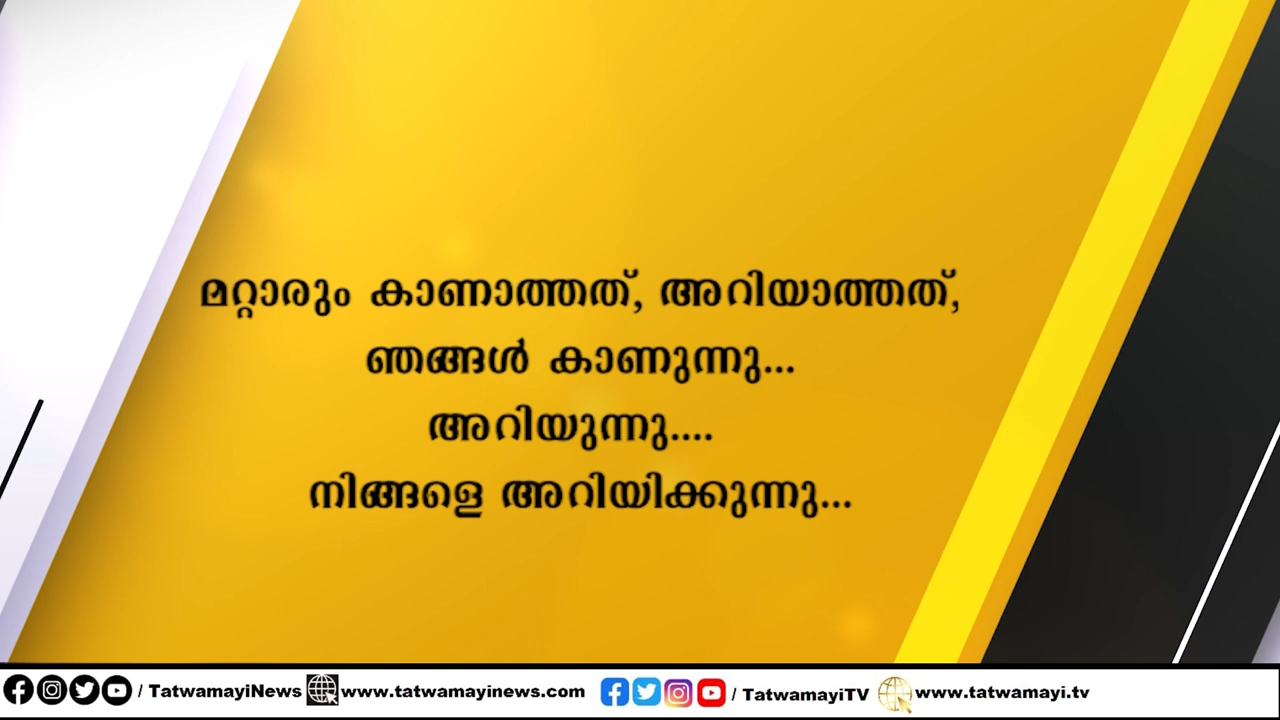 മറ്റാരും കാണാത്തത്, അറിയാത്തത്,
ഞങ്ങൾ കാണുന്നു...
അറിയുന്നു....
നിങ്ങളെ അറിയിക്കുന്നു...
/ TatwamayiNews www.tatwamayinews.com / TatwamayiTV www.tatwamayi.tv